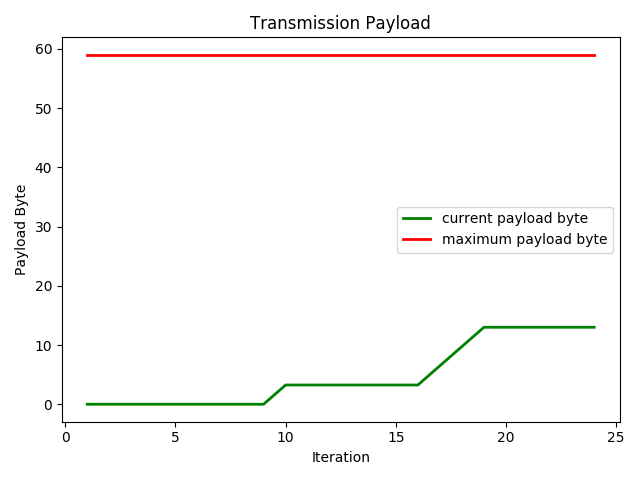 Transmission Payload
60
50
40
30
20
10
0
Payload Byte
current payload byte
maximum payload byte
0 5 10 15 20 25
Iteration